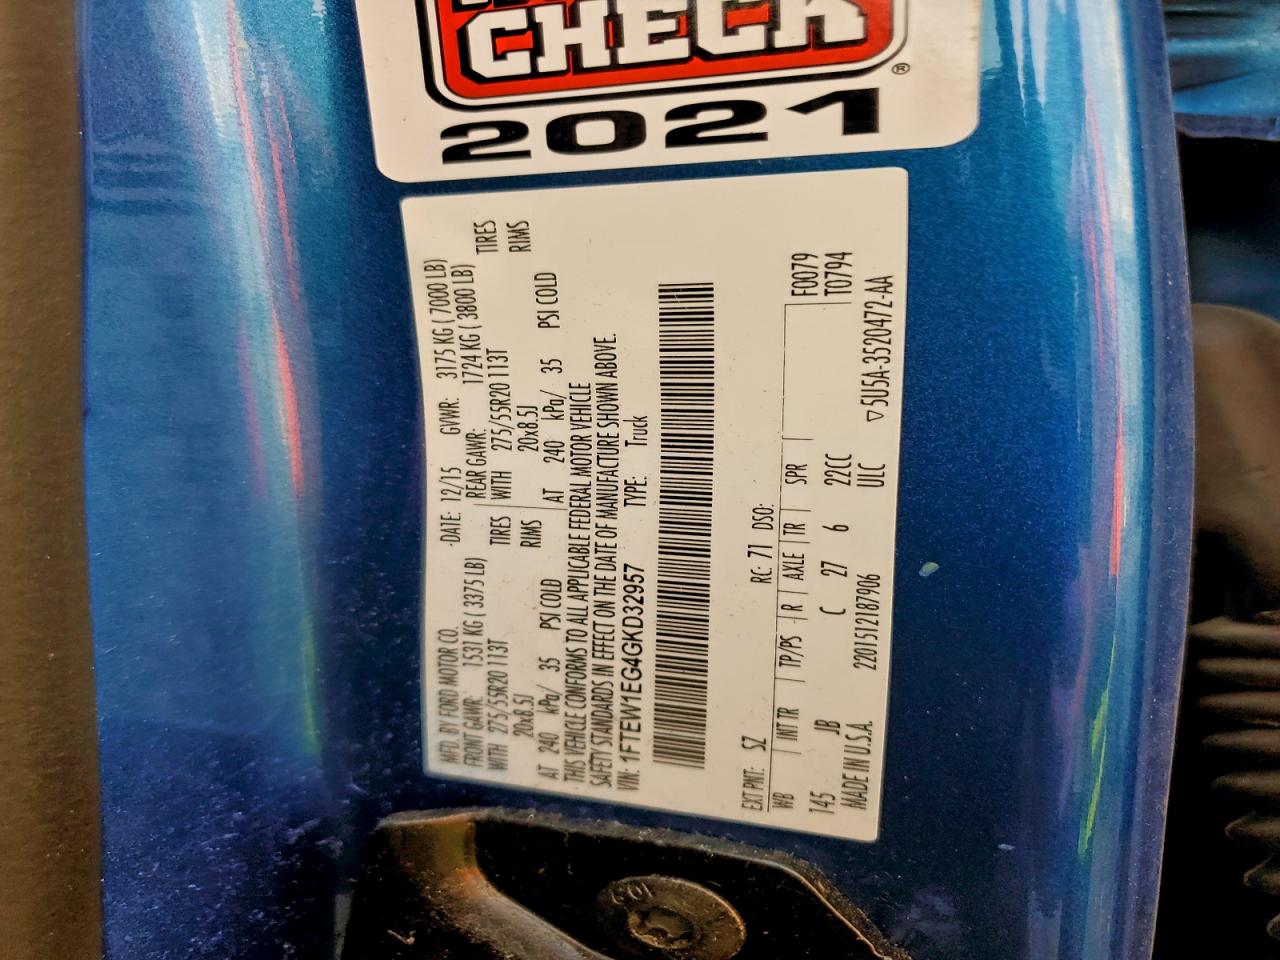 CHECK
®
2021
MFD. BY FORD MOTOR CO. DATE: 12/15 GVWR: 3175 KG ( 7000 LB)
FRONT GAWR: 1531 KG ( 3375 LB) REAR GAWR: 1724 KG ( 3800 LB)
WITH 275/55R20 113T TIRES WITH 275/55R20 113T TIRES
20x8.5J RIMS 20x8.5J RIMS
AT 240 kPa/ 35 PSI COLD AT 240 kPa/ 35 PSI COLD
THIS VEHICLE CONFORMS TO ALL APPLICABLE FEDERAL MOTOR VEHICLE
SAFETY STANDARDS IN EFFECT ON THE DATE OF MANUFACTURE SHOWN ABOVE.
VIN: 1FTEW1EG4GKD32957 TYPE: Truck
EXT PNT: SZ RC: 71 DSO:
WB INT TR TP/PS R AXLE TR SPR F0079
145 JB C 27 6 22CC T0794
MADE IN U.S.A. 2201512187906 ULC ▽5U5A-3520472-AA